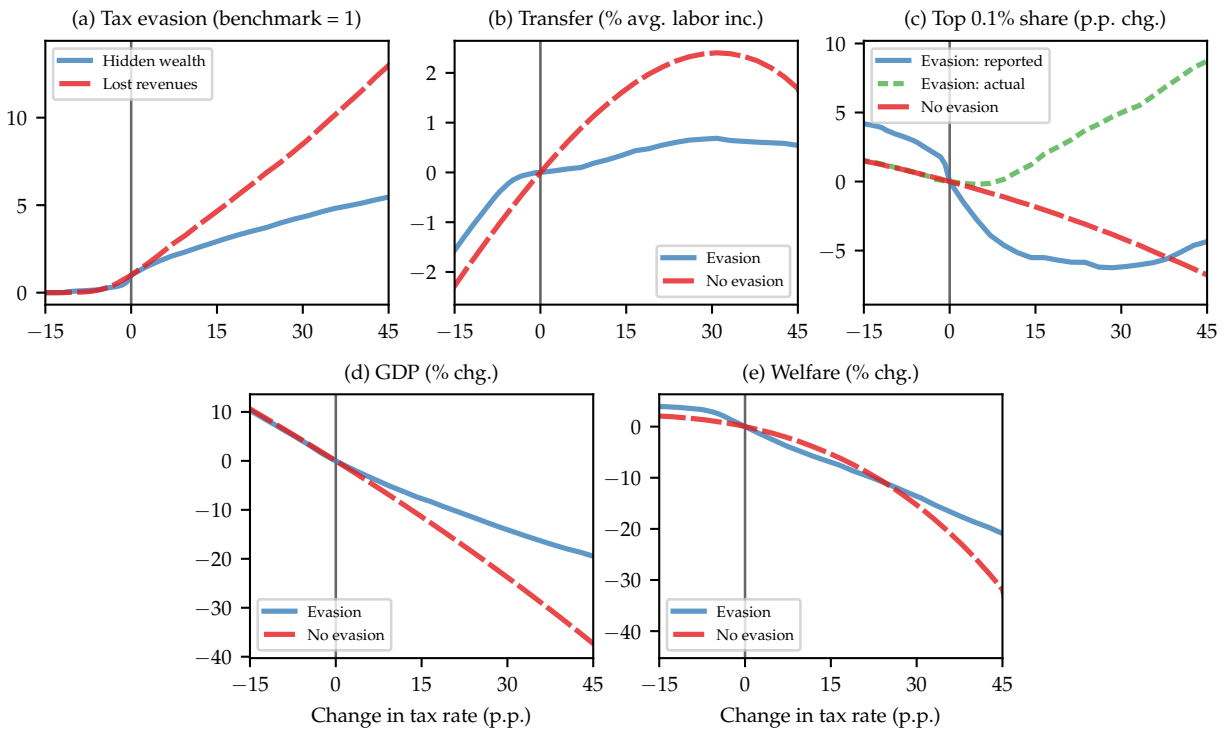 (a) Tax evasion (benchmark = 1)
Hidden wealth
Lost revenues
10
5
0
−15
0
15
30
45
(b) Transfer (% avg. labor inc.)
2
1
0
−1
−2
Evasion
No evasion
−15
0
15
30
45
(c) Top 0.1% share (p.p. chg.)
10
5
0
−5
Evasion: reported
Evasion: actual
No evasion
−15
0
15
30
45
(d) GDP (% chg.)
10
0
−10
−20
−30
−40
Evasion
No evasion
−15
0
15
30
45
Change in tax rate (p.p.)
(e) Welfare (% chg.)
0
−10
−20
−30
−40
Evasion
No evasion
−15
0
15
30
45
Change in tax rate (p.p.)